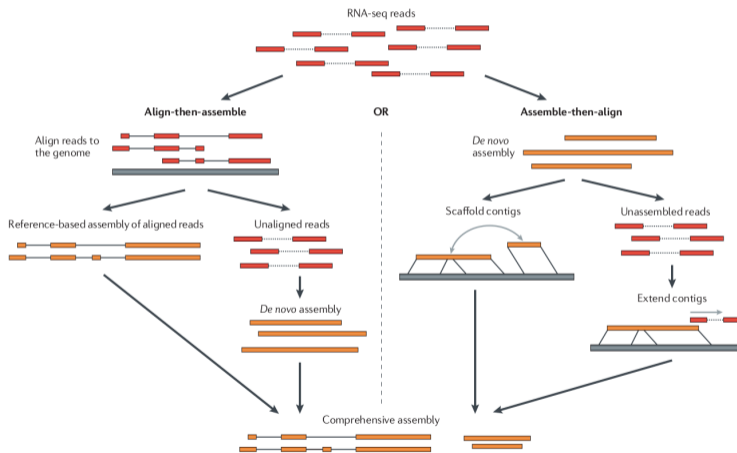 RNA-seq reads
Align-then-assemble
OR
Assemble-then-align
Align reads to
the genome
De novo
assembly
Reference-based assembly of aligned reads
Unaligned reads
Scaffold contigs
Unassembled reads
De novo assembly
Extend contigs
Comprehensive assembly